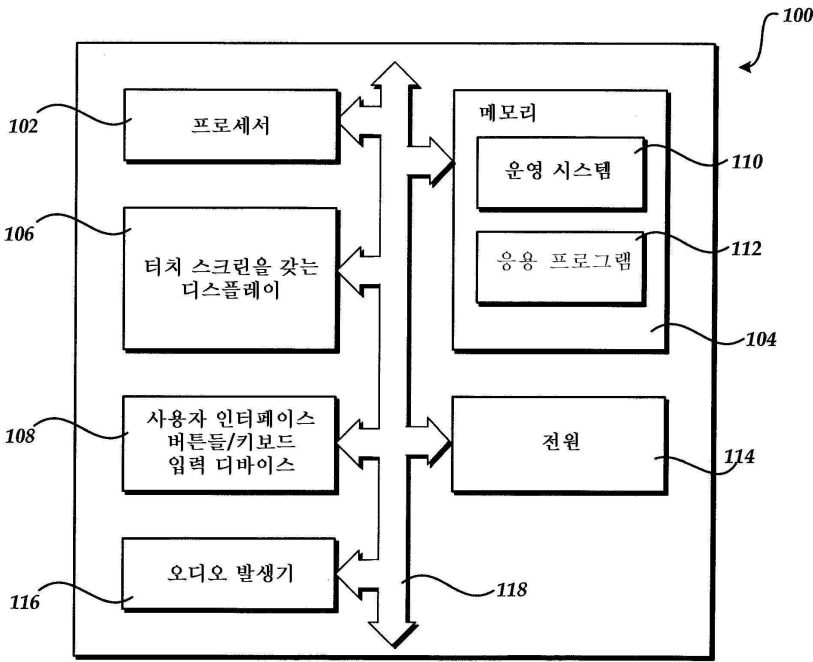 100
102
프로세서
메모리
110
운영 시스템
106
터치 스크린을 갖는
디스플레이
112
응용 프로그램
104
108
사용자 인터페이스
버튼들/키보드
입력 디바이스
전원
114
오디오 발생기
116
118